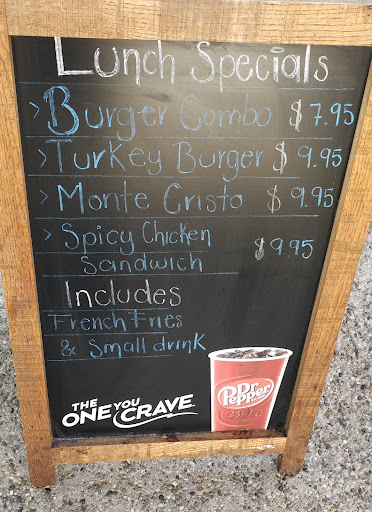 Lunch Specials
> Burger Combo $ 7.95
> Turkey Burger $ 9.95
> Monte Cristo $ 9.95
> Spicy Chicken
Sandwich $ 9.95
Includes
French Fries
& Small drink
THE
ONE YOU
CRAVE
Dr
Pepper
23